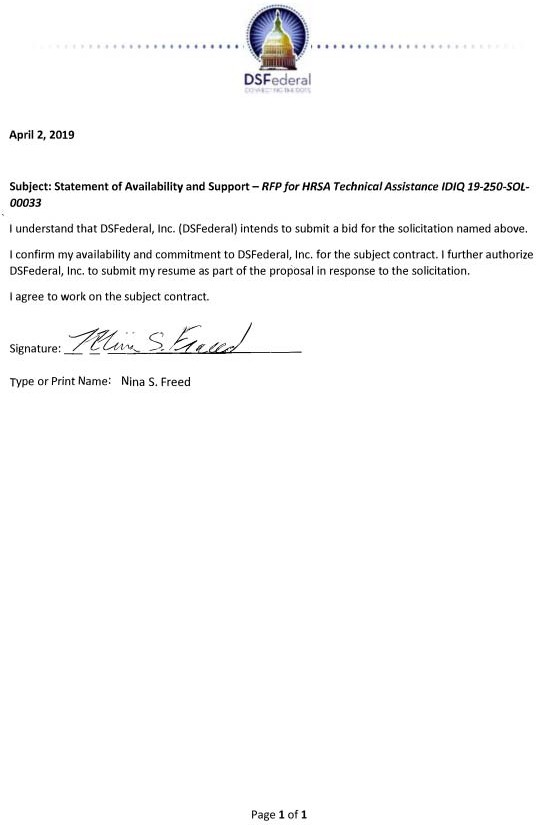 DSFederal
CONNECTING THE DOTS
April 2, 2019
Subject: Statement of Availability and Support – RFP for HRSA Technical Assistance IDIQ 19-250-SOL-
00033
I understand that DSFederal, Inc. (DSFederal) intends to submit a bid for the solicitation named above.
I confirm my availability and commitment to DSFederal, Inc. for the subject contract. I further authorize
DSFederal, Inc. to submit my resume as part of the proposal in response to the solicitation.
I agree to work on the subject contract.
Signature: Nina S. Freed
Type or Print Name: Nina S. Freed
Page 1 of 1